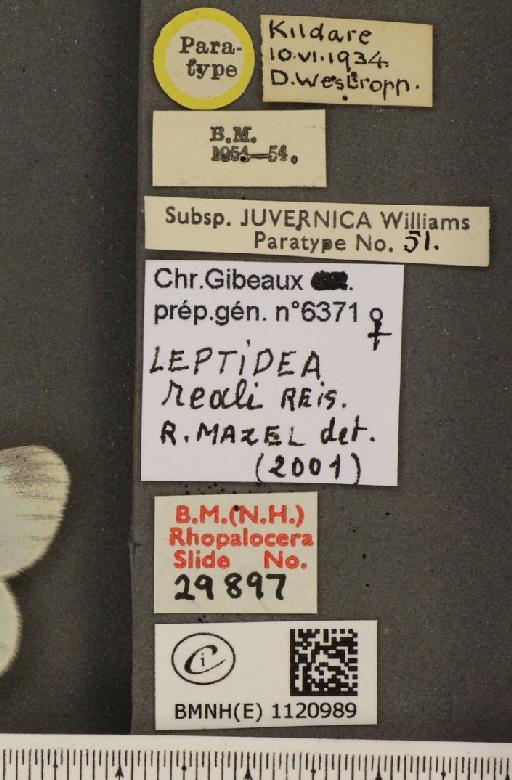 Para-
type
Kildare
10.VI.1934.
D.Westropp.
B.M.
1954—54.
Subsp. JUVERNICA Williams
Paratype No. 51.
Chr.Gibeaux
prép.gén. n°6371 ♀
LEPTIDEA
reali REIS.
R. MAZEL det.
(2001)
B.M.(N.H.)
Rhopalocera
Slide No.
29897
BMNH(E) 1120989